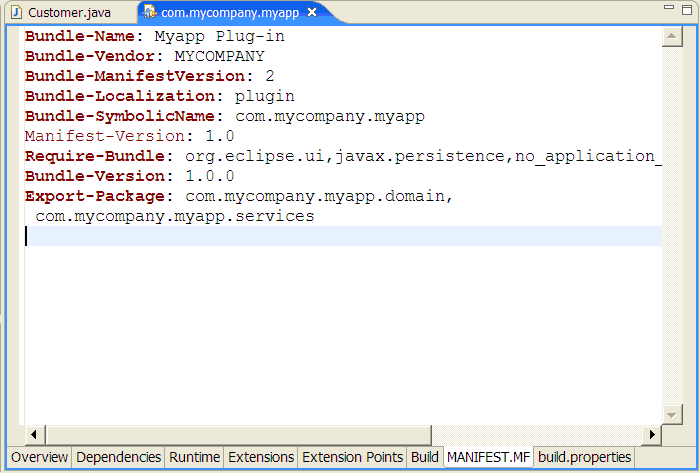 Customer.java com.mycompany.myapp
Bundle-Name: Myapp Plug-in
Bundle-Vendor: MYCOMPANY
Bundle-ManifestVersion: 2
Bundle-Localization: plugin
Bundle-SymbolicName: com.mycompany.myapp
Manifest-Version: 1.0
Require-Bundle: org.eclipse.ui,javax.persistence,no_application_
Bundle-Version: 1.0.0
Export-Package: com.mycompany.myapp.domain,
com.mycompany.myapp.services
Overview Dependencies Runtime Extensions Extension Points Build MANIFEST.MF build.properties